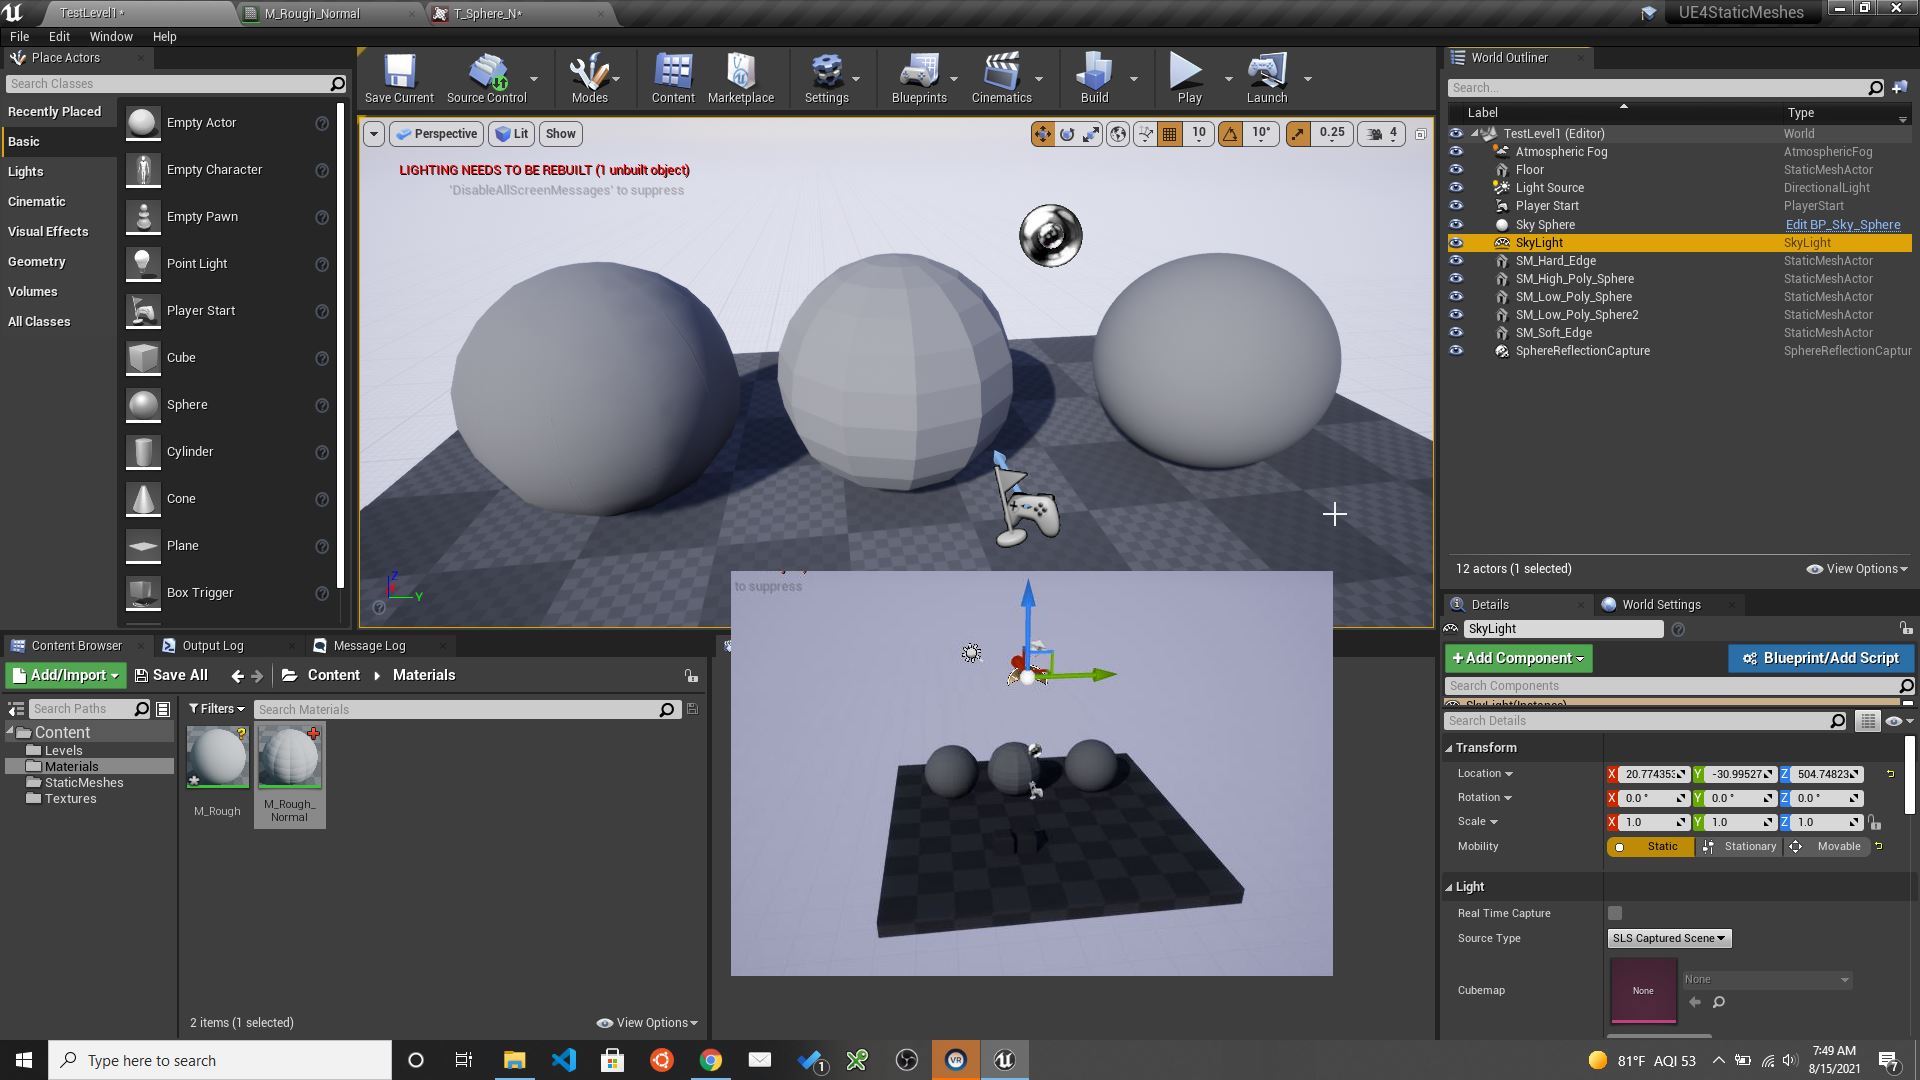 TestLevel1*
M_Rough_Normal
T_Sphere_N*
UE4StaticMeshes
File Edit Window Help
Place Actors
Search Classes
Recently Placed
Basic
Lights
Cinematic
Visual Effects
Geometry
Volumes
All Classes
Empty Actor
Empty Character
Empty Pawn
Point Light
Player Start
Cube
Sphere
Cylinder
Cone
Plane
Box Trigger
Save Current
Source Control
Modes
Content
Marketplace
Settings
Blueprints
Cinematics
Build
Play
Launch
Perspective
Lit
Show
10
10°
0.25
4
LIGHTING NEEDS TO BE REBUILT (1 unbuilt object)
'DisableAllScreenMessages' to suppress
Z
Y
to suppress
World Outliner
Search...
Label Type
TestLevel1 (Editor) World
Atmospheric Fog AtmosphericFog
Floor StaticMeshActor
Light Source DirectionalLight
Player Start PlayerStart
Sky Sphere Edit BP_Sky_Sphere
SkyLight SkyLight
SM_Hard_Edge StaticMeshActor
SM_High_Poly_Sphere StaticMeshActor
SM_Low_Poly_Sphere StaticMeshActor
SM_Low_Poly_Sphere2 StaticMeshActor
SM_Soft_Edge StaticMeshActor
SphereReflectionCapture SphereReflectionCaptur
12 actors (1 selected)
View Options
Details
World Settings
SkyLight
+Add Component
Blueprint/Add Script
Search Components
SkyLight(Instance)
Search Details
Transform
Location X 20.774353 Y -30.99527 Z 504.74823
Rotation X 0.0 ° Y 0.0 ° Z 0.0 °
Scale X 1.0 Y 1.0 Z 1.0
Mobility Static Stationary Movable
Light
Real Time Capture
Source Type SLS Captured Scene
Cubemap None None
Content Browser
Output Log
Message Log
Add/Import
Save All
Content
Materials
Search Paths
Filters
Search Materials
Content
Levels
Materials
StaticMeshes
Textures
M_Rough
M_Rough_
Normal
2 items (1 selected)
View Options
Type here to search
VR
1
81°F AQI 53
7:49 AM
8/15/2021
7